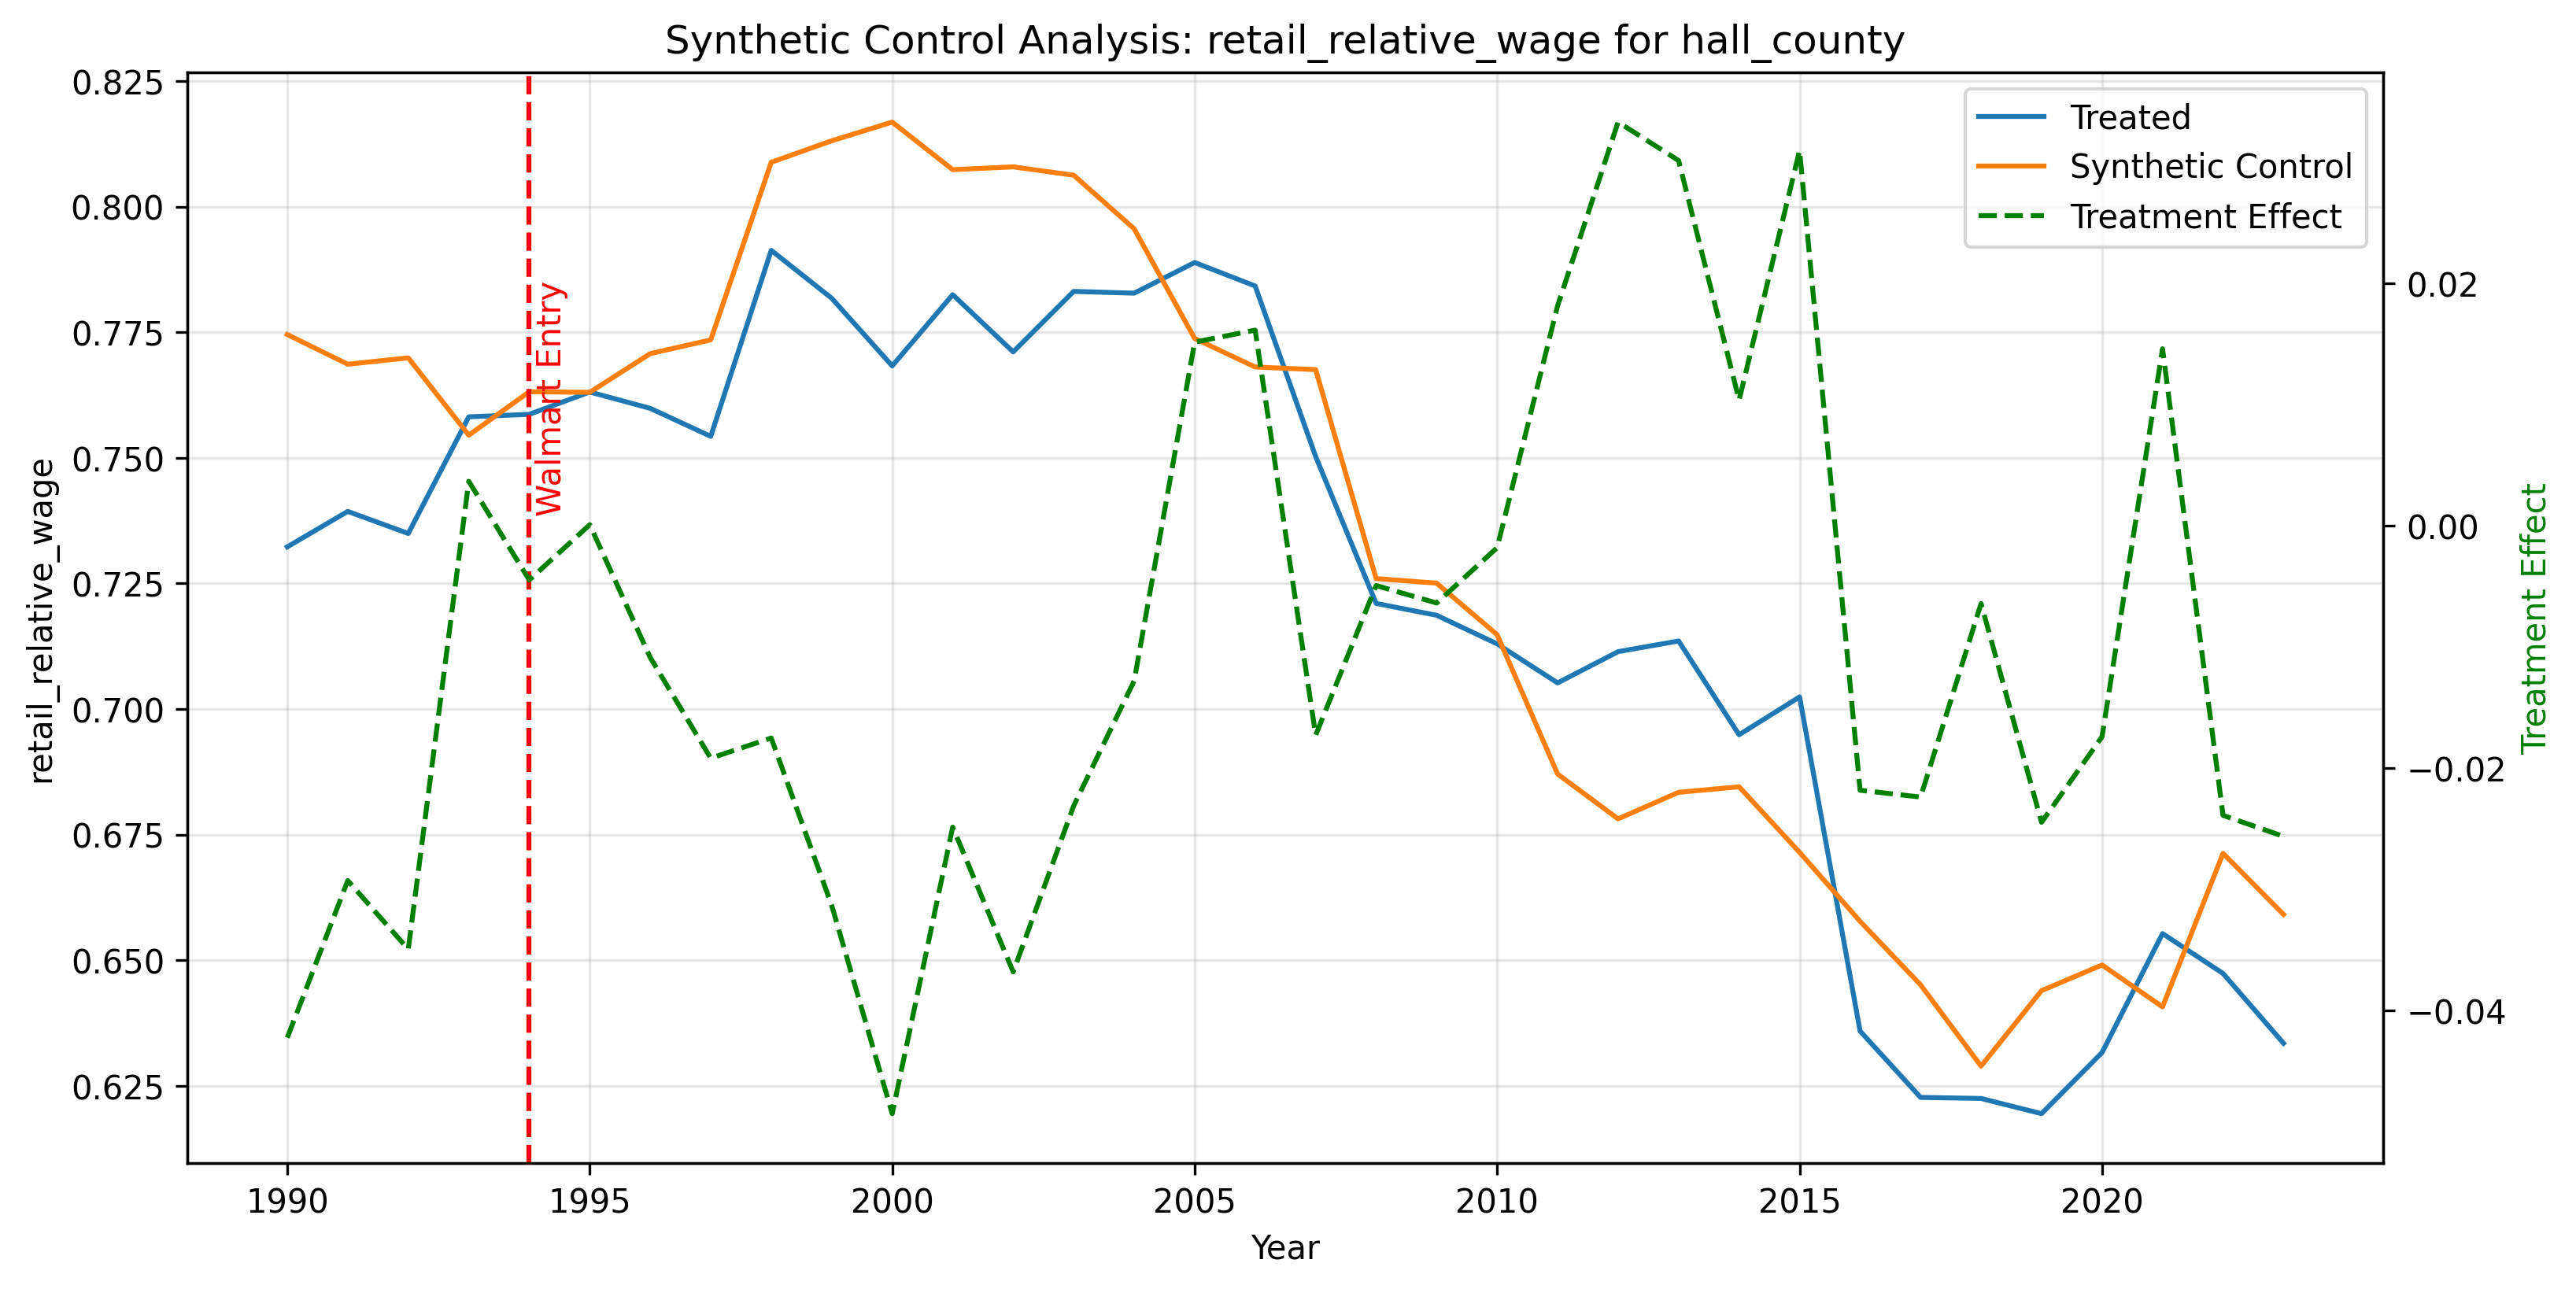 Synthetic Control Analysis: retail_relative_wage for hall_county
0.825
0.800
0.775
0.750
0.725
0.700
0.675
0.650
0.625
retail_relative_wage
Walmart Entry
Treated
Synthetic Control
Treatment Effect
0.02
0.00
−0.02
−0.04
Treatment Effect
1990
1995
2000
2005
2010
2015
2020
Year